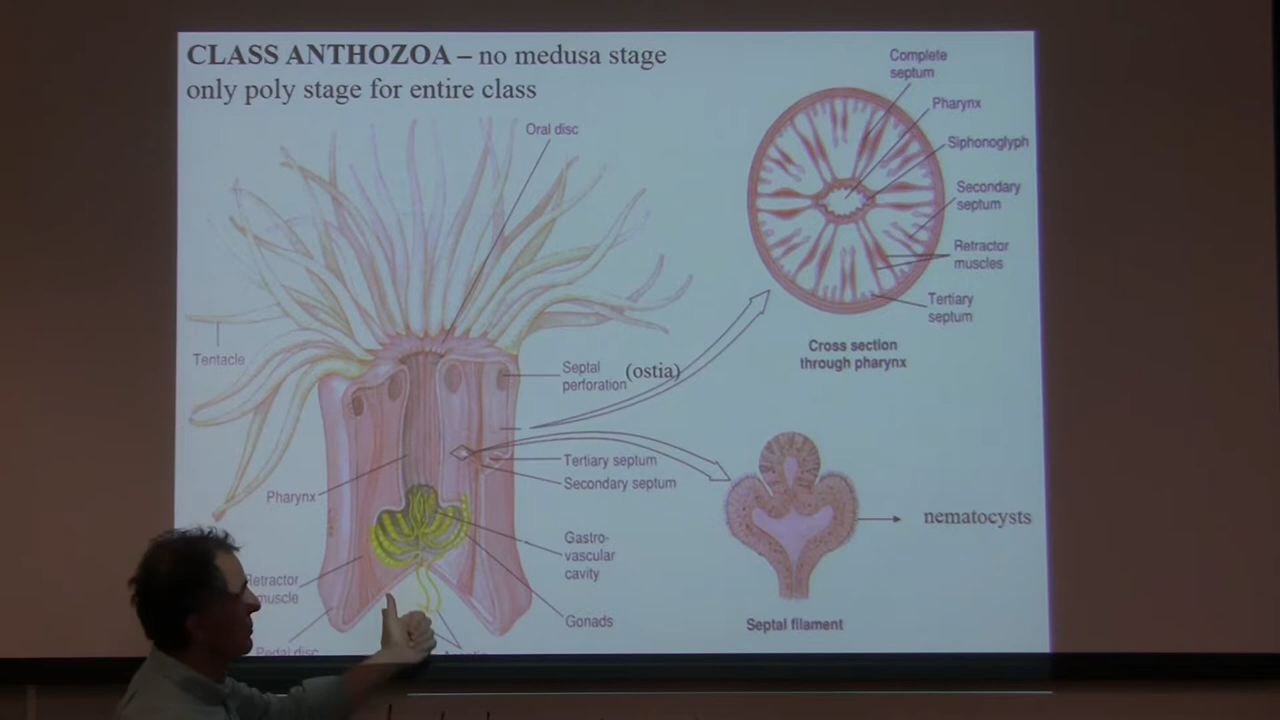 CLASS ANTHOZOA – no medusa stage
only poly stage for entire class
Oral disc
Tentacle
Septal
perforation
(ostia)
Tertiary septum
Secondary septum
Pharynx
Gastro-
vascular
cavity
Retractor
muscle
Gonads
Pedal disc
Complete
septum
Pharynx
Siphonoglyph
Secondary
septum
Retractor
muscles
Tertiary
septum
Cross section
through pharynx
nematocysts
Septal filament